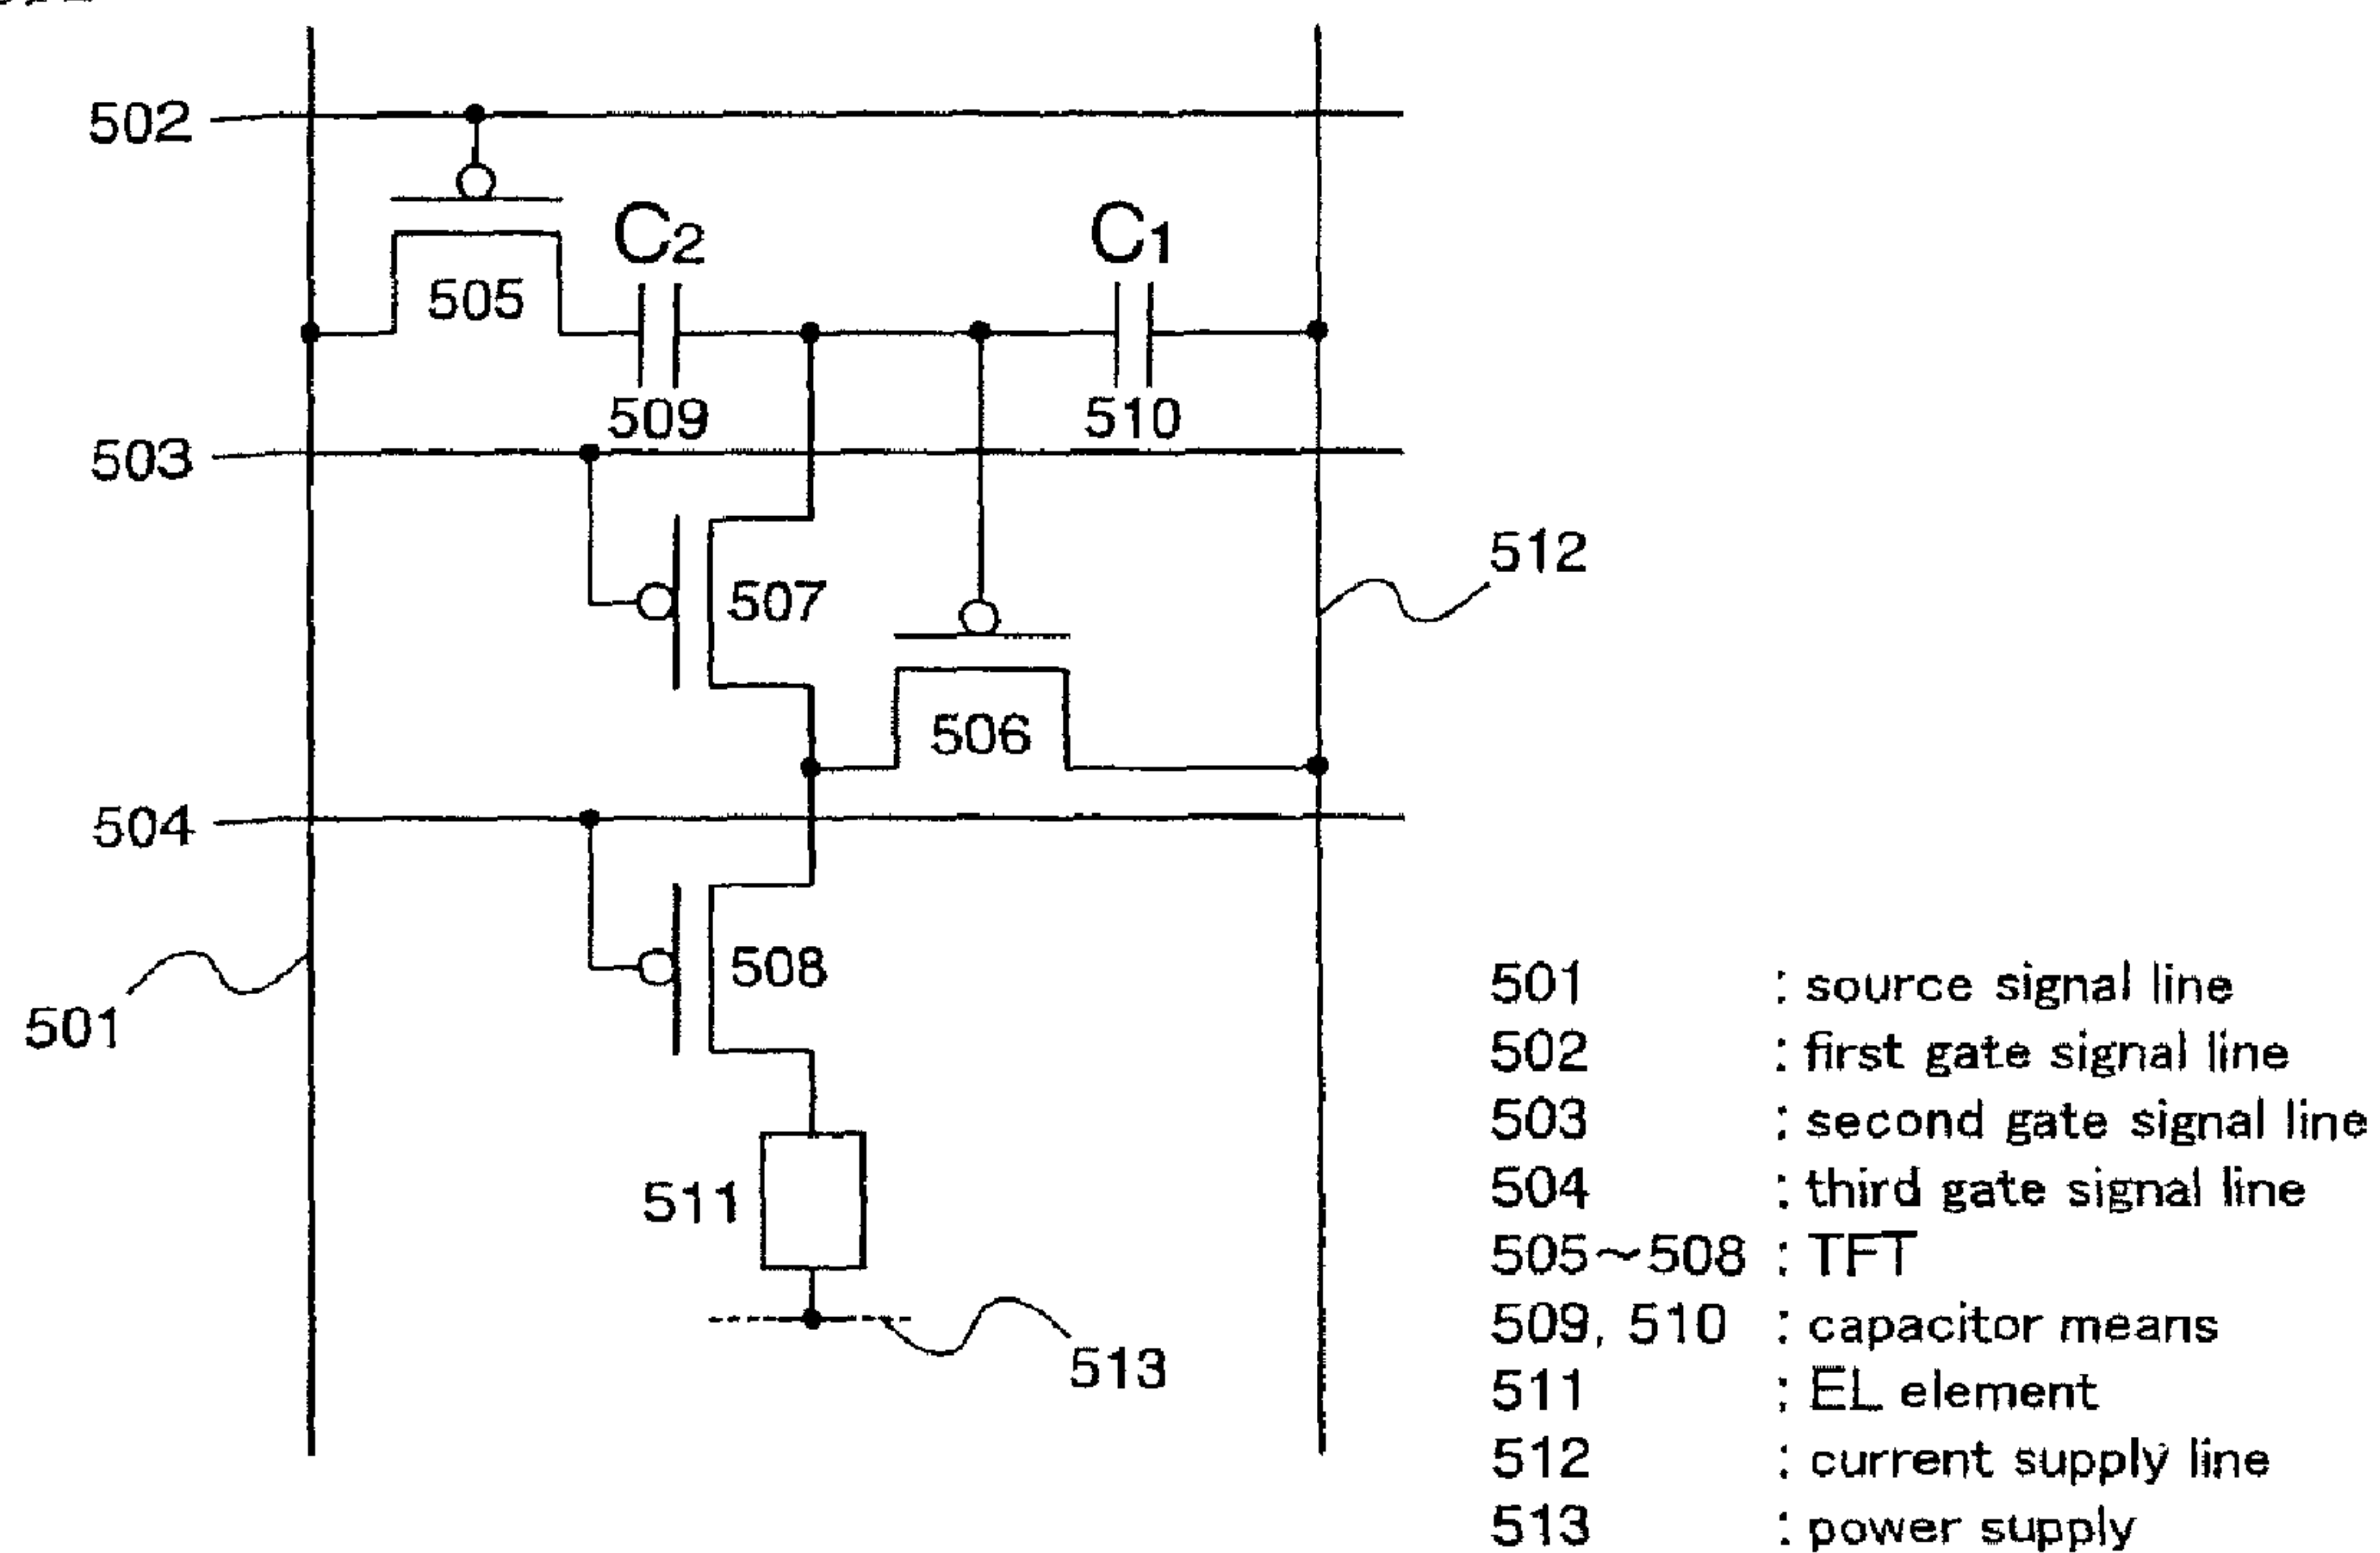 502
C2
C1
505
509
510
503
512
507
506
504
508
501
511
513
501 : source signal line
502 : first gate signal line
503 : second gate signal line
504 : third gate signal line
505~508 : TFT
509, 510 : capacitor means
511 : EL element
512 : current supply line
513 : power supply